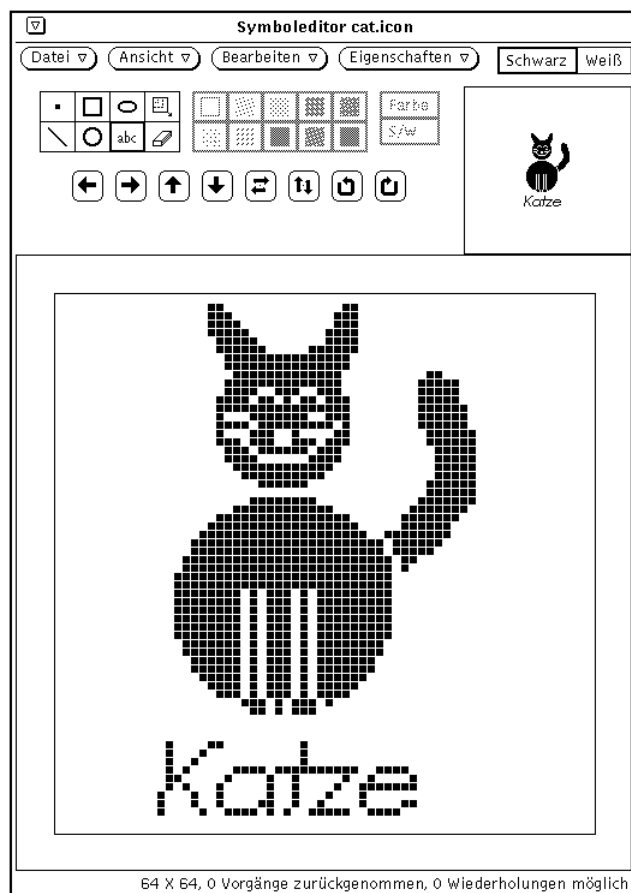 Symboleditor cat.icon
Datei Ansicht Bearbeiten Eigenschaften Schwarz Weiß
abc
Farbe
S/W
Katze
Katze
64 X 64, 0 Vorgänge zurückgenommen, 0 Wiederholungen möglich